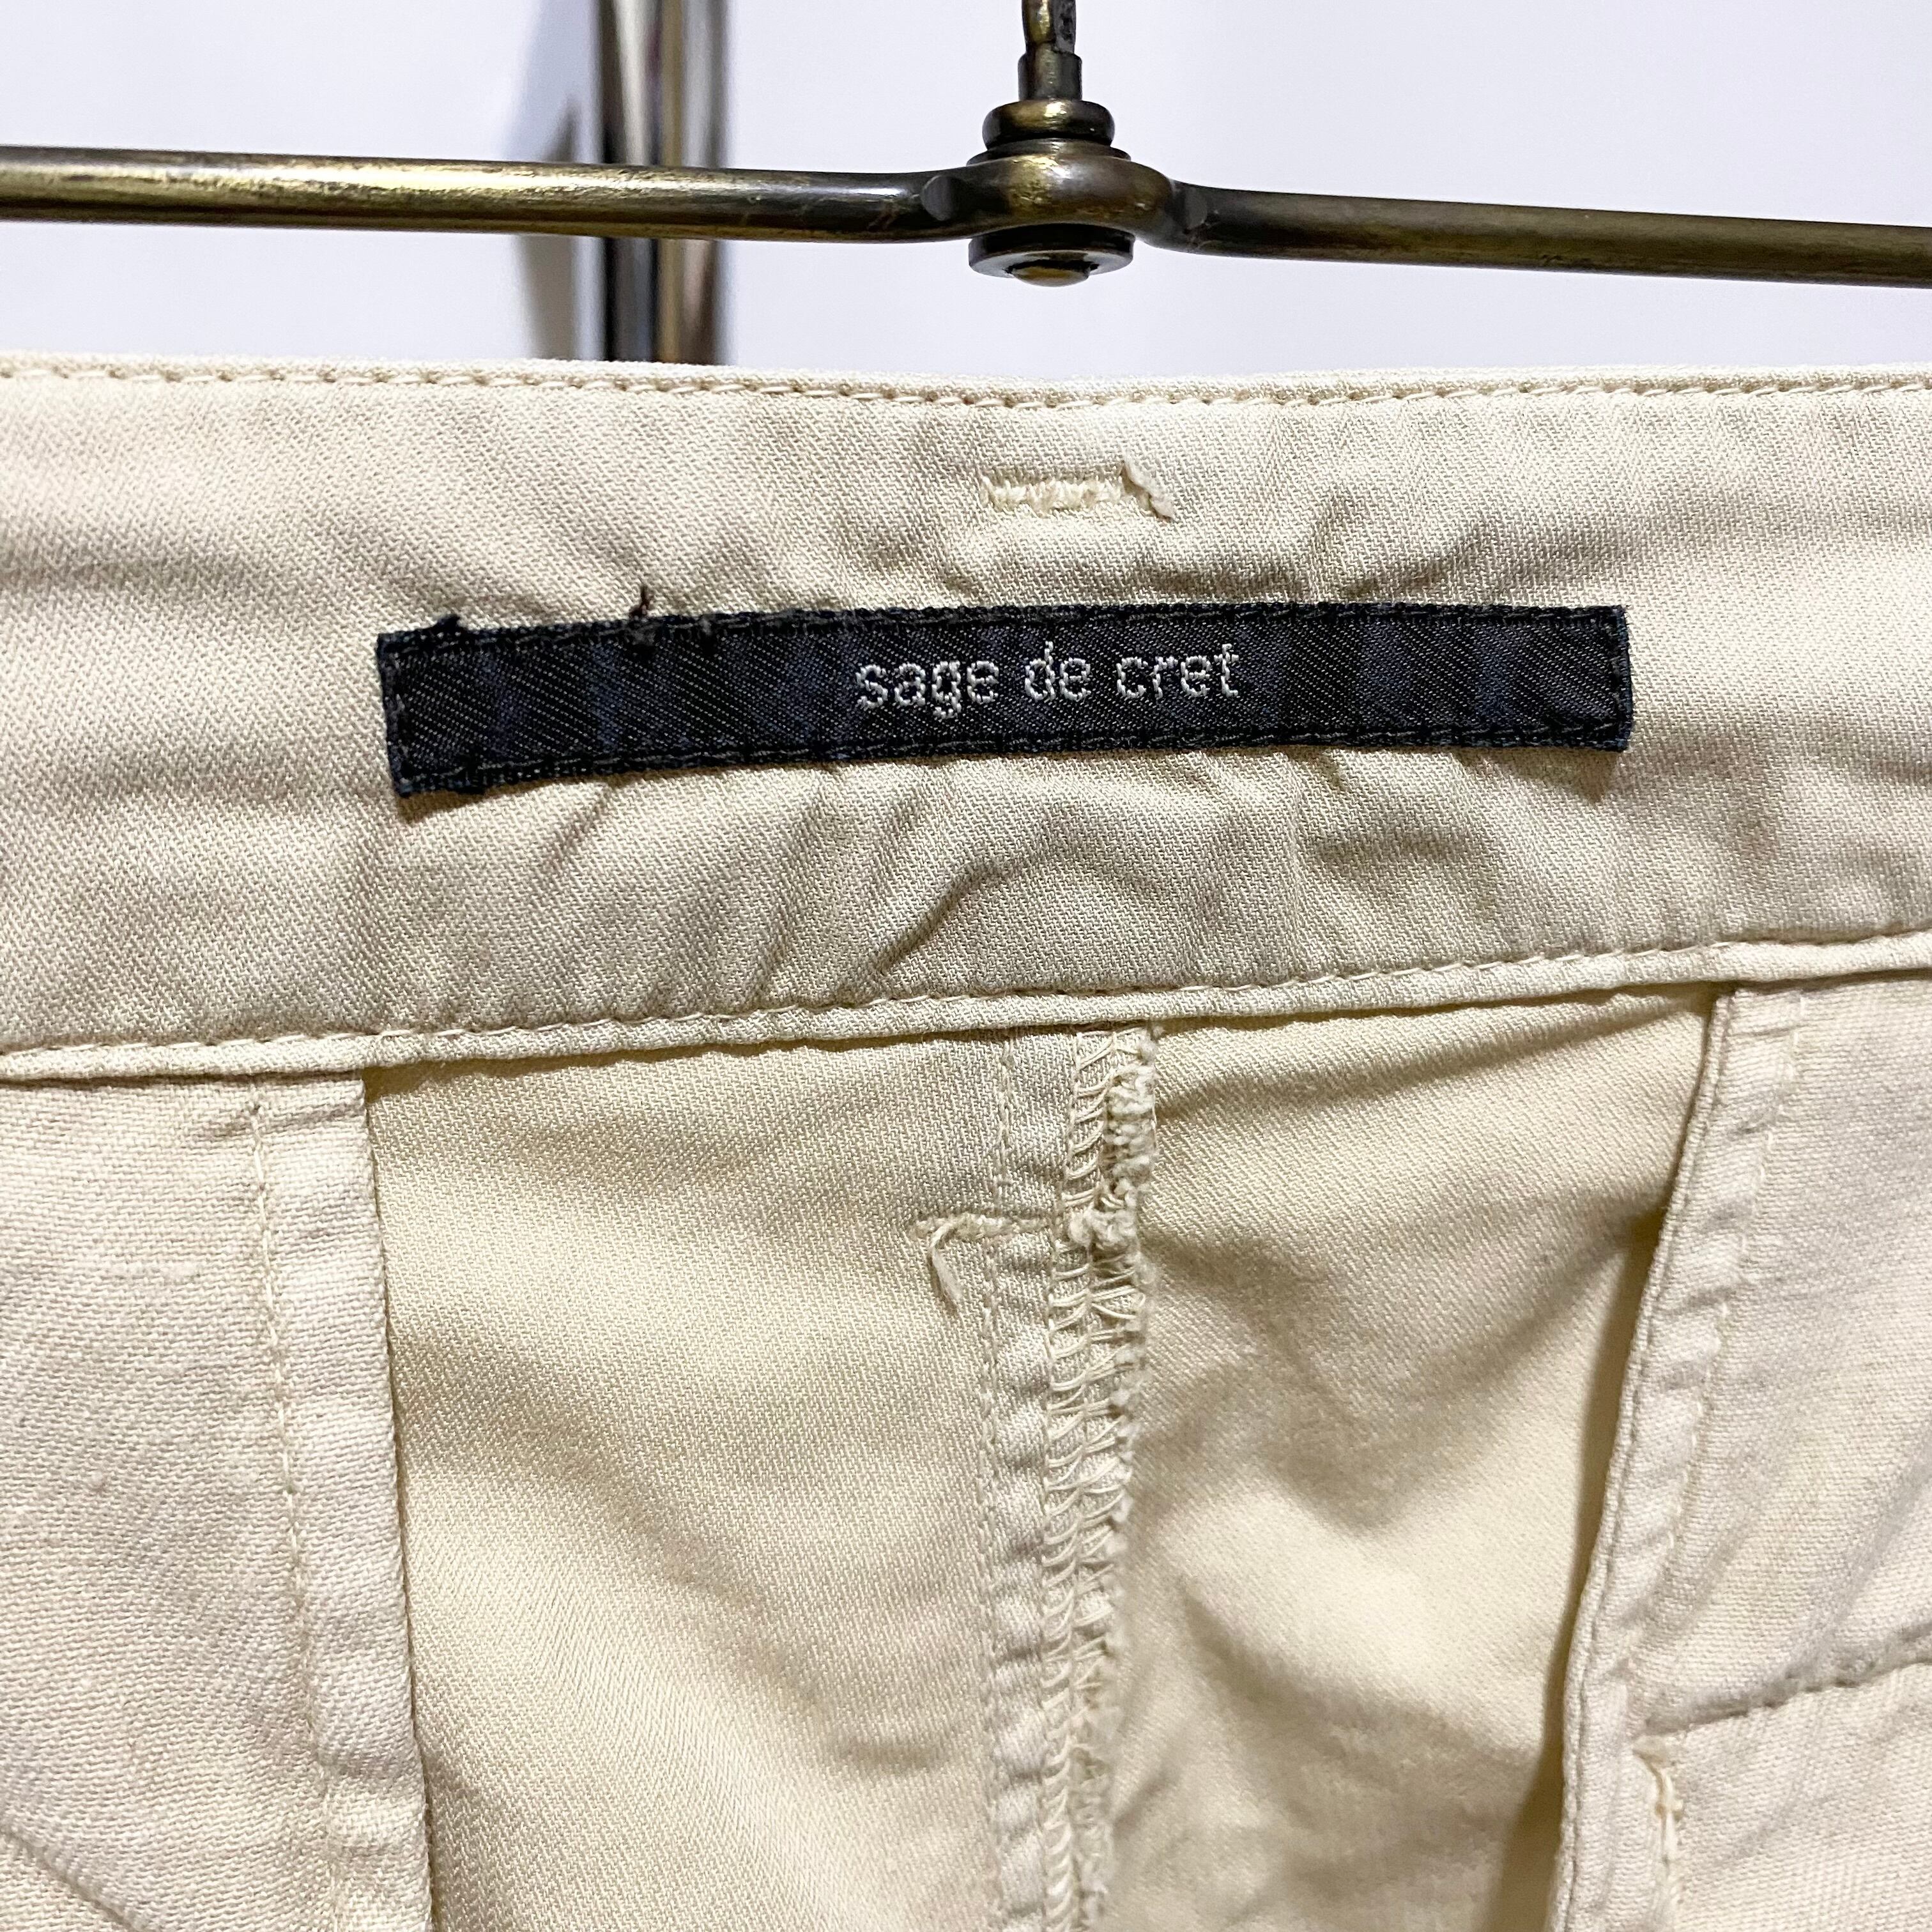 sage de cret